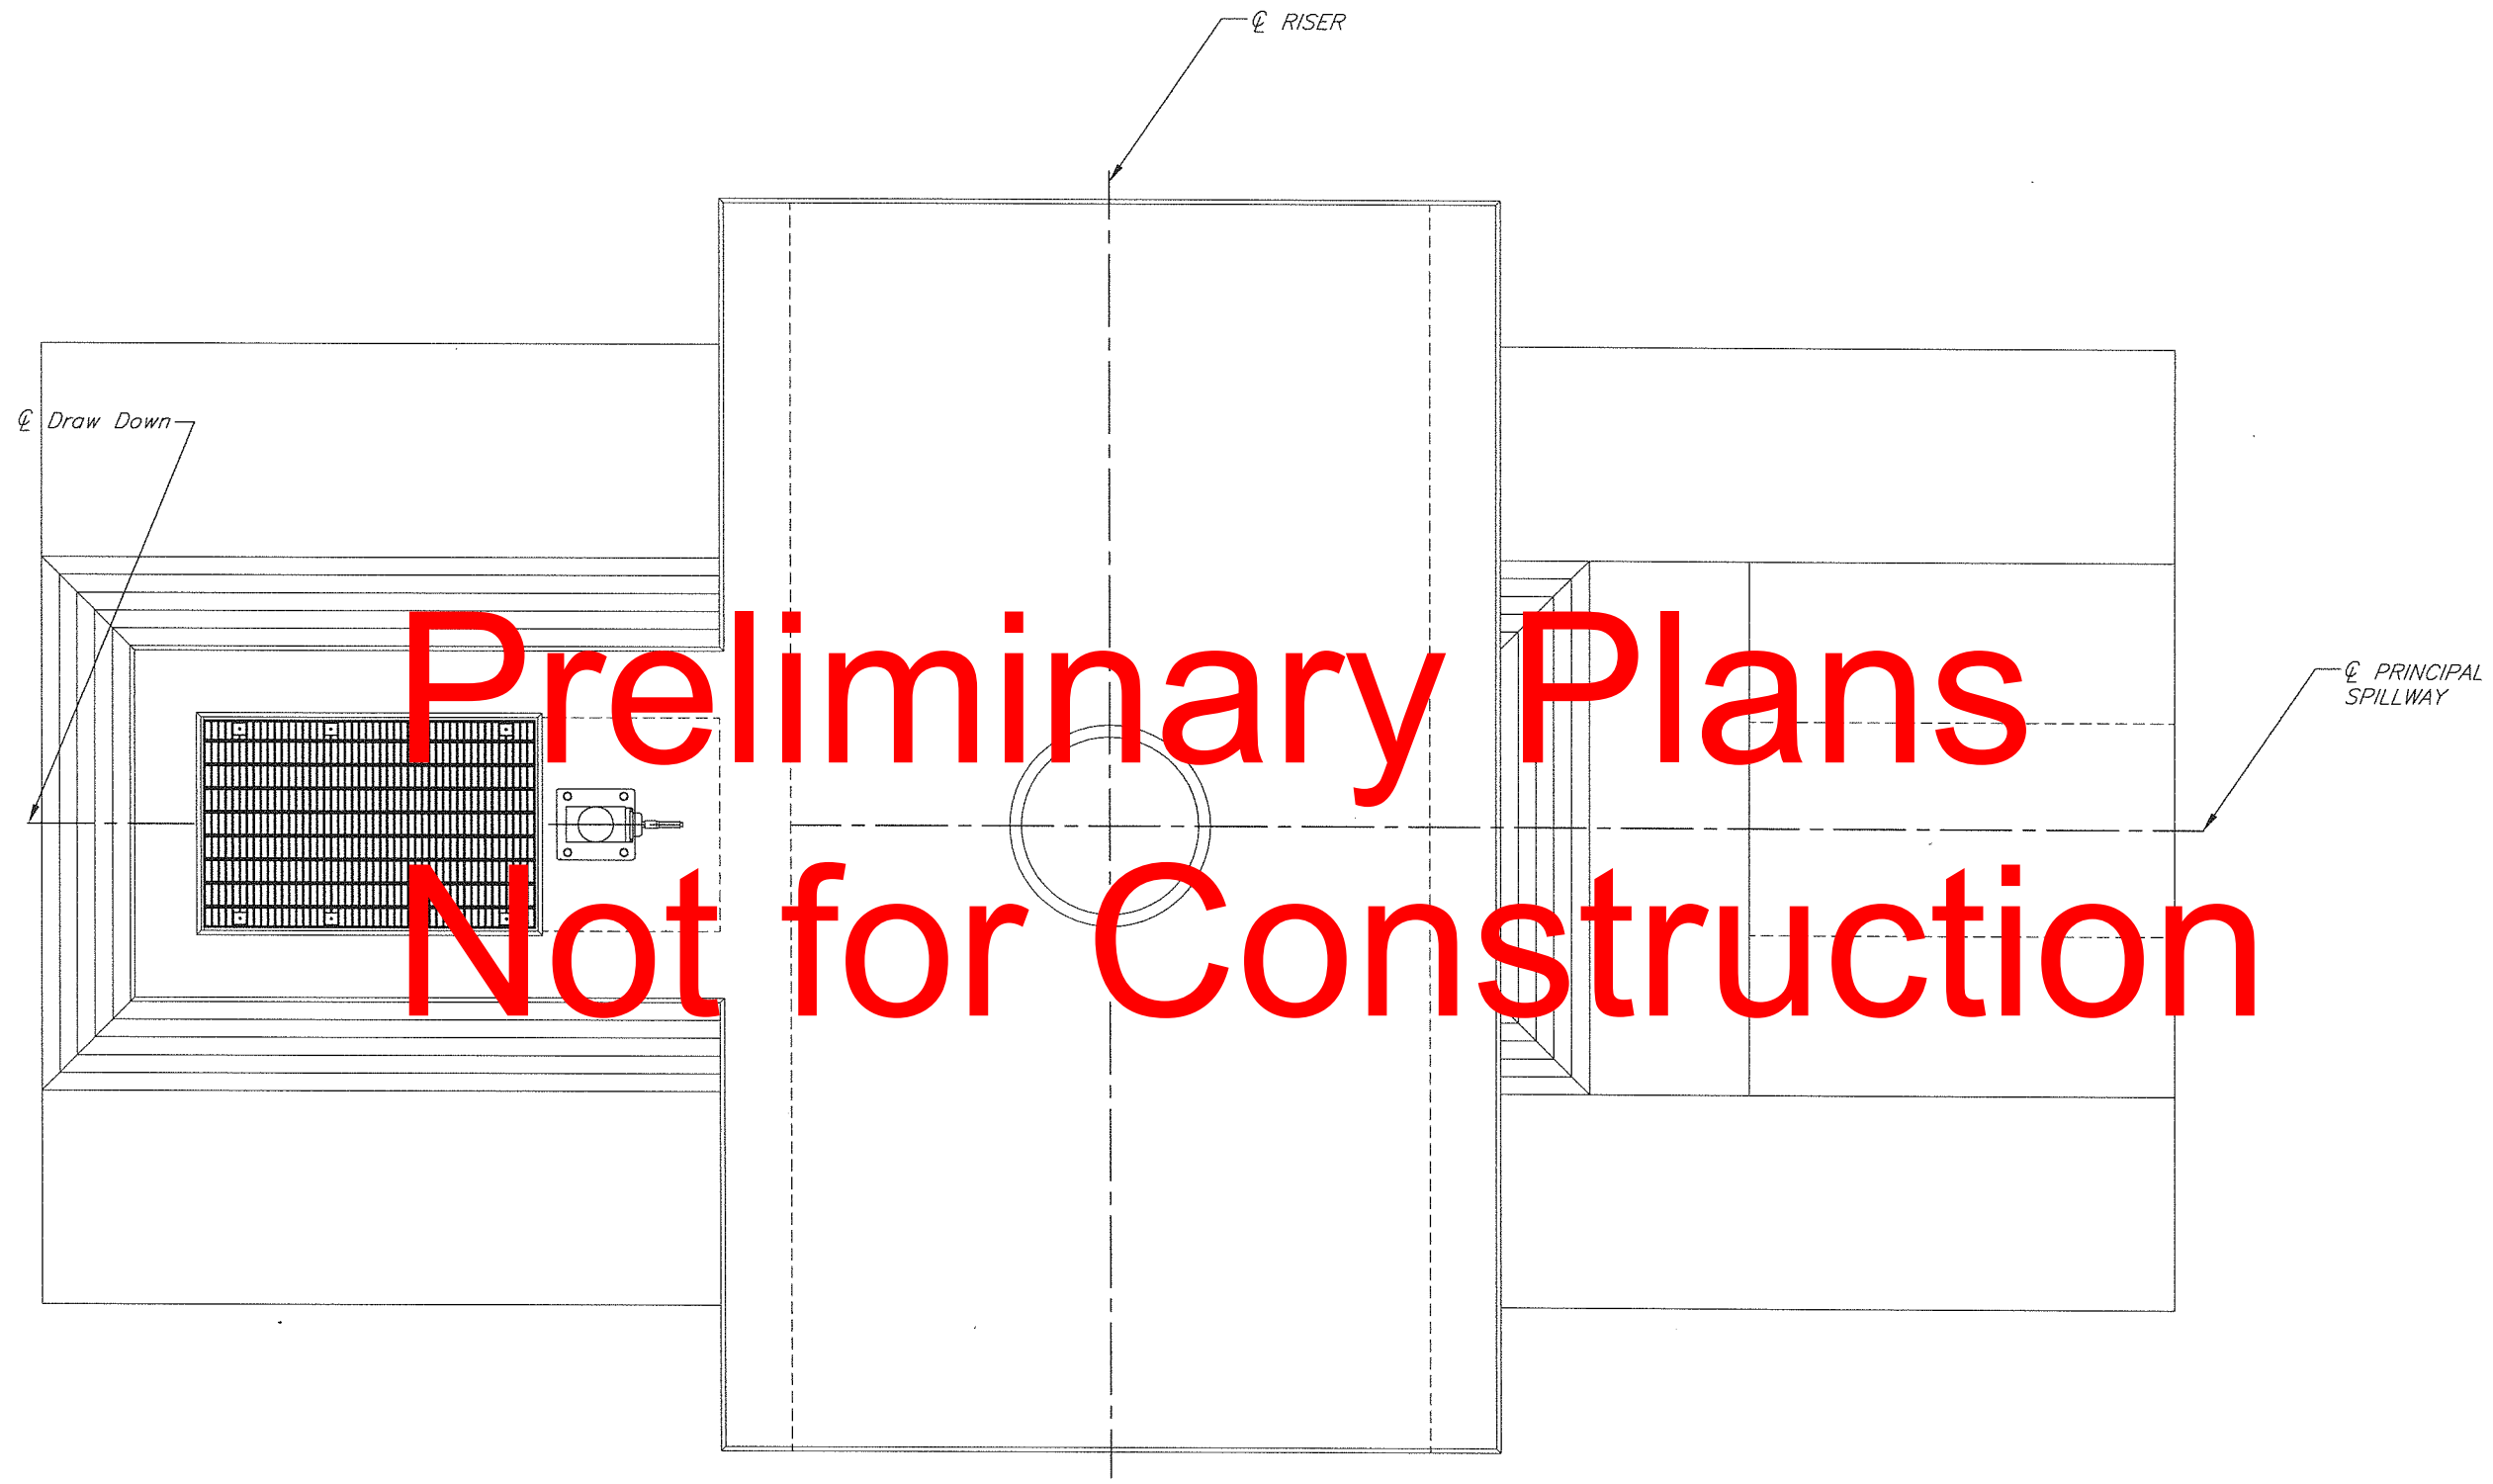 ℄ RISER
℄ Draw Down
℄ PRINCIPAL
SPILLWAY
Preliminary Plans
Not for Construction